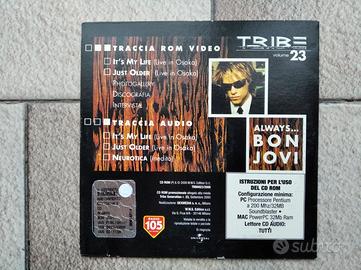 TRACCIA ROM VIDEO
IT'S MY LIFE (Live in Osaka)
JUST OLDER (Live in Osaka)
PHOTOGALLERY
DISCOGRAFIA
INTERVISTA
TRACCIA AUDIO
IT'S MY LIFE (Live in Osaka)
JUST OLDER (Live in Osaka)
NEUROTICA (Inedito)
TRIBE
volume 23
ALWAYS...
BON
JOVI
ISTRUZIONI PER L'USO
DEL CD ROM
Configurazione minima:
PC Processore Pentium
a 200 Mhz/32MB
Soundblaster •
MAC PowerPC 32Mb Ram
Lettore CD AUDIO:
TUTTI
RADIO
105
UNIVERSAL
Subito